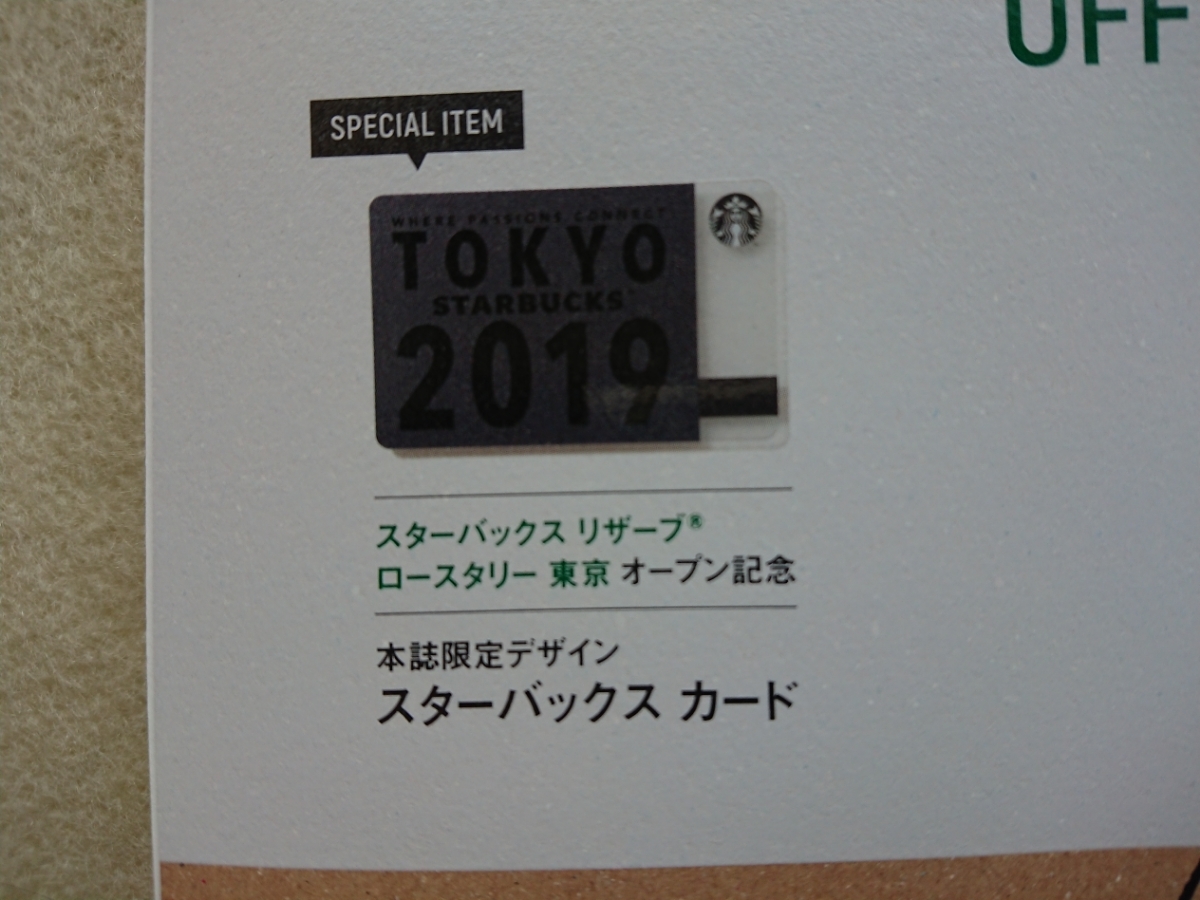 OFF
SPECIAL ITEM
WHERE PASSIONS CONNECT
TOKYO
STARBUCKS
2019
スターバックス リザーブ®
ロースタリー 東京 オープン記念
本誌限定デザイン
スターバックス カード